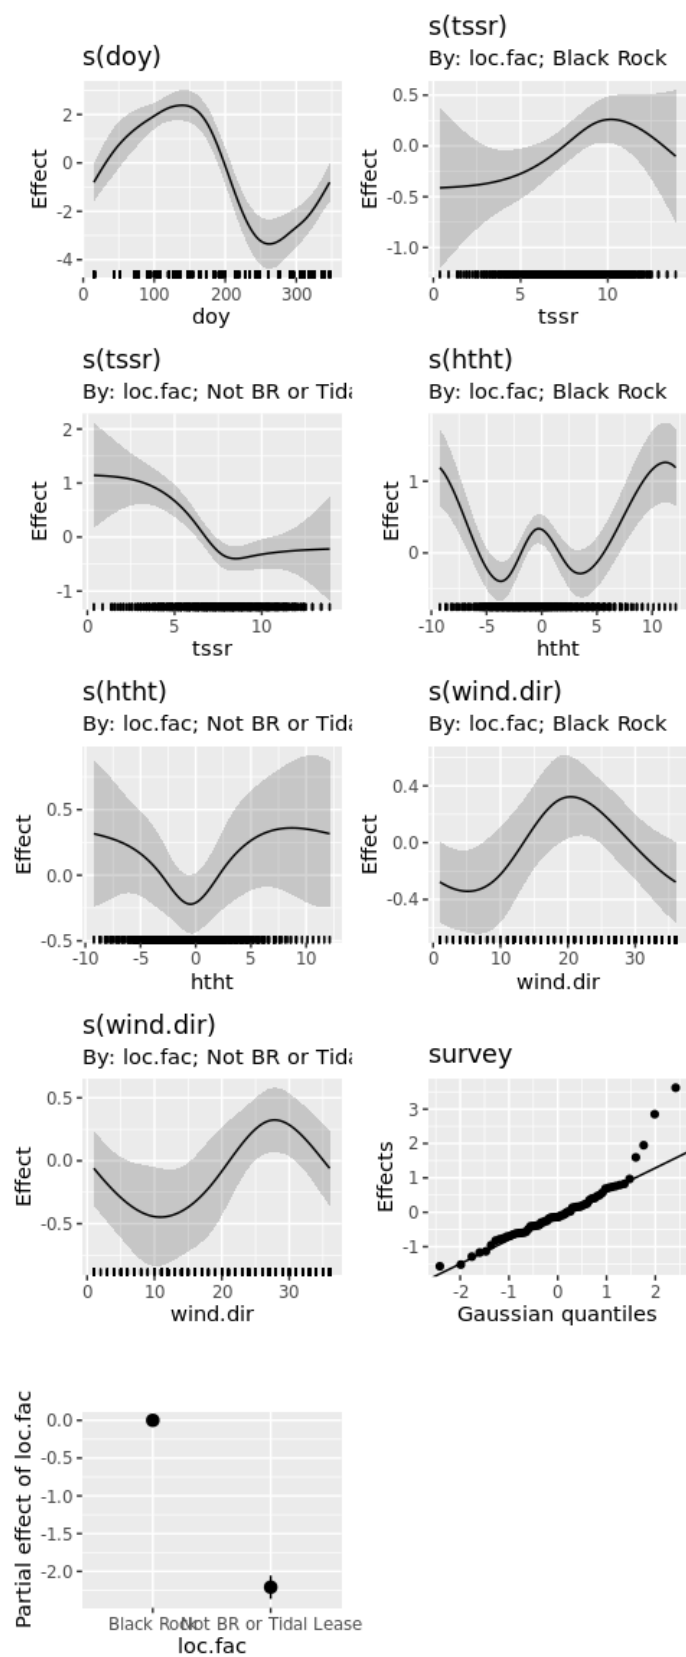 s(doy)
Effect
2
0
-2
-4
0 100 200 300
doy
s(tssr)
By: loc.fac; Black Rock
Effect
0.5
0.0
-0.5
-1.0
0 5 10
tssr
s(tssr)
By: loc.fac; Not BR or Tida
Effect
2
1
0
-1
0 5 10
tssr
s(htht)
By: loc.fac; Black Rock
Effect
1
0
-10 -5 0 5 10
htht
s(htht)
By: loc.fac; Not BR or Tida
Effect
0.5
0.0
-0.5
-10 -5 0 5 10
htht
s(wind.dir)
By: loc.fac; Black Rock
Effect
0.4
0.0
-0.4
0 10 20 30
wind.dir
s(wind.dir)
By: loc.fac; Not BR or Tida
Effect
0.5
0.0
-0.5
0 10 20 30
wind.dir
survey
Effects
3
2
1
0
-1
-2 -1 0 1 2
Gaussian quantiles
Partial effect of loc.fac
0.0
-0.5
-1.0
-1.5
-2.0
Black Rock Not BR or Tidal Lease
loc.fac